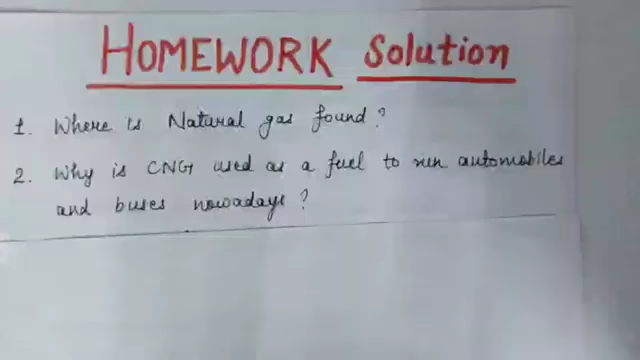 HOMEWORK Solution
1. Where is Natural gas found?
2. Why is CNG used as a fuel to run automobiles
and buses nowadays?